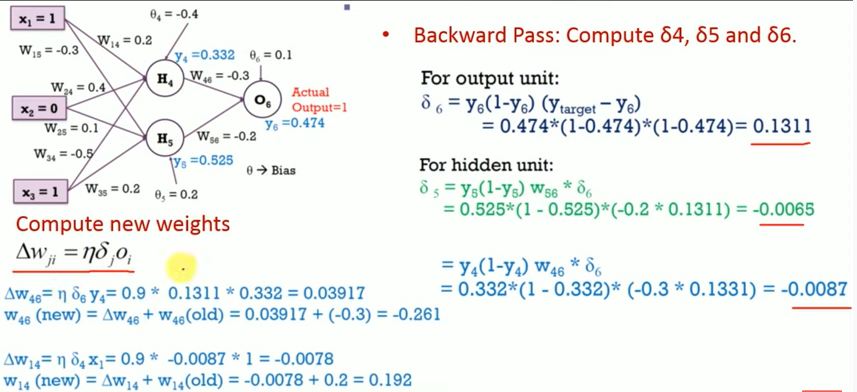 x₁ = 1
θ₄ = -0.4
W₁₅ = -0.3
W₁₄ = 0.2
y₄ =0.332
θ₆ = 0.1
H₄
W₄₆ = -0.3
W₂₄ = 0.4
x₂ = 0
O₆
Actual
Output=1
y₆ =0.474
W₂₅ = 0.1
H₅
W₅₆ = -0.2
W₃₄ = -0.5
y₅ =0.525
θ → Bias
x₃ = 1
W₃₅ = 0.2
θ₅ = 0.2
Compute new weights
Δwⱼᵢ = ηδⱼoᵢ
Δw₄₆= η δ₆ y₄= 0.9 * 0.1311 * 0.332 = 0.03917
w₄₆ (new) = Δw₄₆ + w₄₆(old) = 0.03917 + (-0.3) = -0.261
Δw₁₄= η δ₄ x₁= 0.9 * -0.0087 * 1 = -0.0078
w₁₄ (new) = Δw₁₄ + w₁₄(old) = -0.0078 + 0.2 = 0.192
• Backward Pass: Compute δ4, δ5 and δ6.
For output unit:
δ ₆ = y₆(1-y₆) (y_target – y₆)
= 0.474*(1-0.474)*(1-0.474)= 0.1311
For hidden unit:
δ ₅ = y₅(1-y₅) w₅₆ * δ₆
= 0.525*(1 - 0.525)*(-0.2 * 0.1311) = -0.0065
= y₄(1-y₄) w₄₆ * δ₆
= 0.332*(1 - 0.332)* (-0.3 * 0.1331) = -0.0087